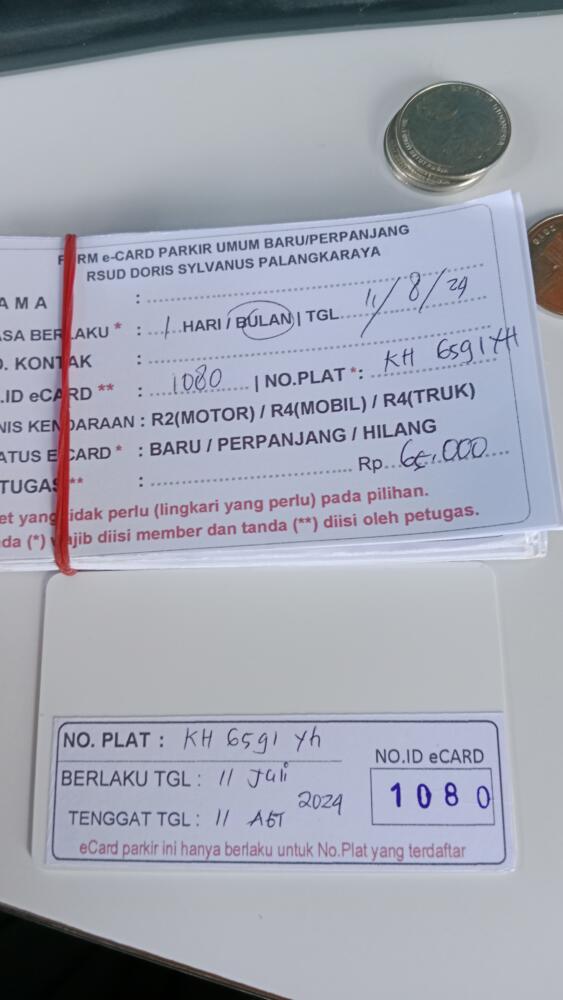 F RM e-CARD PARKIR UMUM BARU/PERPANJANG
RSUD DORIS SYLVANUS PALANGKARAYA
AMA :
ASA BERLAKU * : 1 HARI / BULAN | TGL 11/8/24
O. KONTAK :
.ID eCARD ** : 1080 | NO.PLAT *: KH 6591 YH
NIS KENDARAAN : R2(MOTOR) / R4(MOBIL) / R4(TRUK)
ATUS E CARD * : BARU / PERPANJANG / HILANG
TUGAS ** : Rp. 65.000
et yang tidak perlu (lingkari yang perlu) pada pilihan.
da (*) wajib diisi member dan tanda (**) diisi oleh petugas.
NO. PLAT : KH 6591 Yh
NO.ID eCARD
BERLAKU TGL : 11 Juli
2024
1080
TENGGAT TGL : 11 AGT
eCard parkir ini hanya berlaku untuk No.Plat yang terdaftar